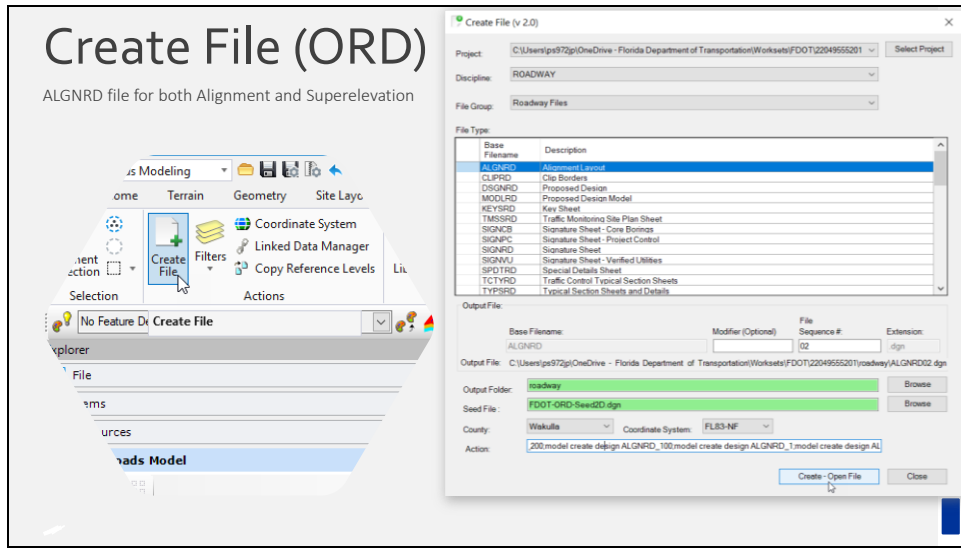 Create File (ORD)
ALGNRD file for both Alignment and Superelevation
us Modeling
ome Terrain Geometry Site Layo
Coordinate System
Linked Data Manager
Copy Reference Levels
ment
ection
Create
File
Filters
Selection Actions
No Feature De Create File
xplorer
File
ems
urces
oads Model
Create File (v 2.0)
Project: C:\Users\ps972jp\OneDrive - Florida Department of Transportation\Worksets\FDOT\22049555201 Select Project
Discipline: ROADWAY
File Group: Roadway Files
File Type:
Base Filename Description
ALGNRD Alignment Layout
CLIPRD Clip Borders
DSGNRD Proposed Design
MODLRD Proposed Design Model
KEYSRD Key Sheet
TMSSRD Traffic Monitoring Site Plan Sheet
SIGNCB Signature Sheet - Core Borings
SIGNPC Signature Sheet - Project Control
SIGNRD Signature Sheet
SIGNVU Signature Sheet - Verified Utilities
SPDTRD Special Details Sheet
TCTYRD Traffic Control Typical Section Sheets
TYPSRD Typical Section Sheets and Details
Output File:
Base Filename: Modifier (Optional) File Sequence #: Extension:
ALGNRD 02 .dgn
Output File: C:\Users\ps972jp\OneDrive - Florida Department of Transportation\Worksets\FDOT\22049555201\roadway\ALGNRD02.dgn
Output Folder: roadway Browse
Seed File : FDOT-ORD-Seed2D.dgn Browse
County: Wakulla Coordinate System: FL83-NF
Action: _200;model create design ALGNRD_100;model create design ALGNRD_1;model create design AL
Create - Open File Close